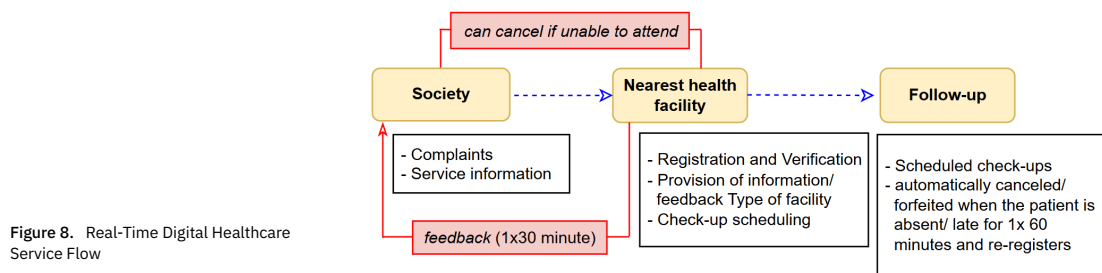 can cancel if unable to attend
Society
Nearest health
facility
Follow-up
- Complaints
- Service information
- Registration and Verification
- Provision of information/
feedback Type of facility
- Check-up scheduling
- Scheduled check-ups
- automatically canceled/
forfeited when the patient is
absent/ late for 1x 60
minutes and re-registers
feedback (1x30 minute)
Figure 8. Real-Time Digital Healthcare
Service Flow